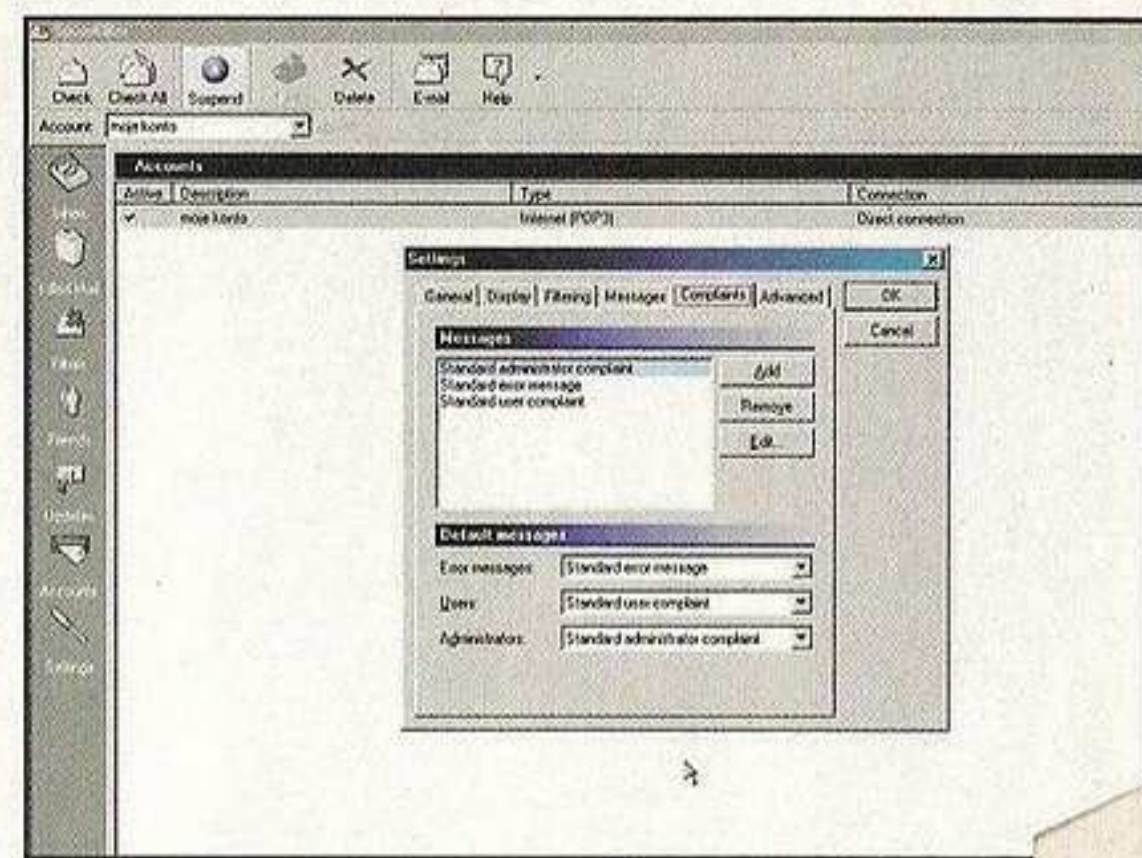 Check
Check All
Suspend
Delete
E-mail
Help
Account:
moje konto
Accounts
Active
Description
Type
Connection
moje konto
Internet (POP3)
Direct connection
Friends
Updates
Accounts
Settings
Settings
General
Display
Filtering
Messages
Complaints
Advanced
OK
Cancel
Messages
Standard administrator complaint
Standard error message
Standard user complaint
Add
Remove
Edit...
Default messages
Error messages:
Standard error message
Users:
Standard user complaint
Administrators:
Standard administrator complaint